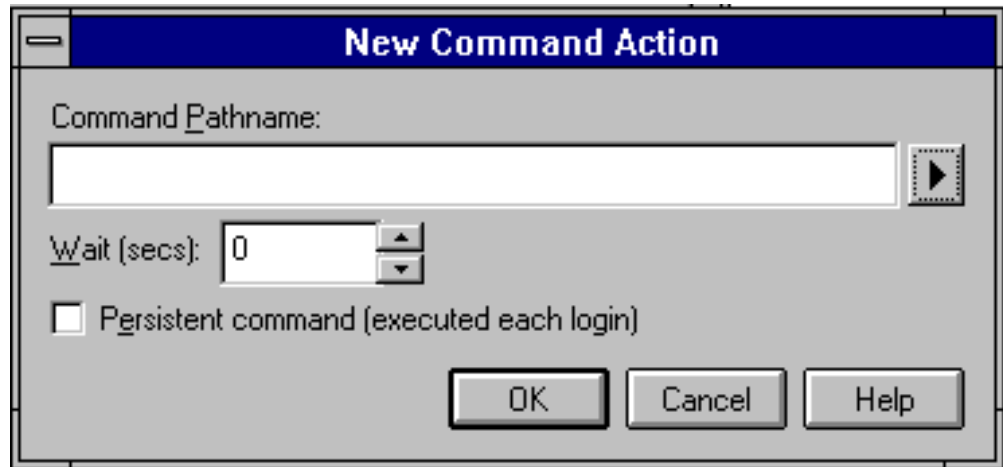 New Command Action
Command Pathname:
Wait (secs): 0
Persistent command (executed each login)
OK Cancel Help